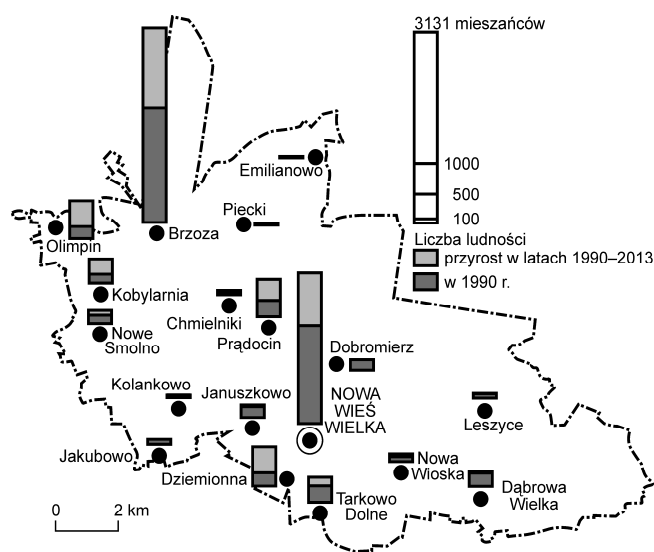 3131 mieszańców
1000
500
100
Liczba ludności
przyrost w latach 1990–2013
w 1990 r.
Emilianowo
Piecki
Brzoza
Olimpin
Kobylarnia
Chmielniki
Prądocin
Nowe
Smolno
Dobromierz
Kolankowo
Januszkowo
NOWA
WIEŚ
WIELKA
Leszyce
Jakubowo
Nowa
Wioska
Dziemionna
Tarkowo
Dolne
Dąbrowa
Wielka
0 2 km